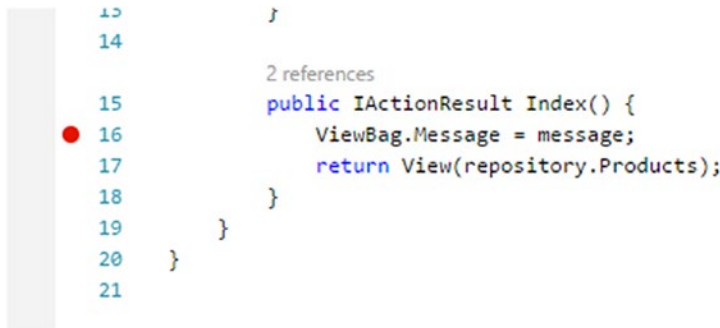 13 }
14
2 references
15 public IActionResult Index() {
16 ViewBag.Message = message;
17 return View(repository.Products);
18 }
19 }
20 }
21